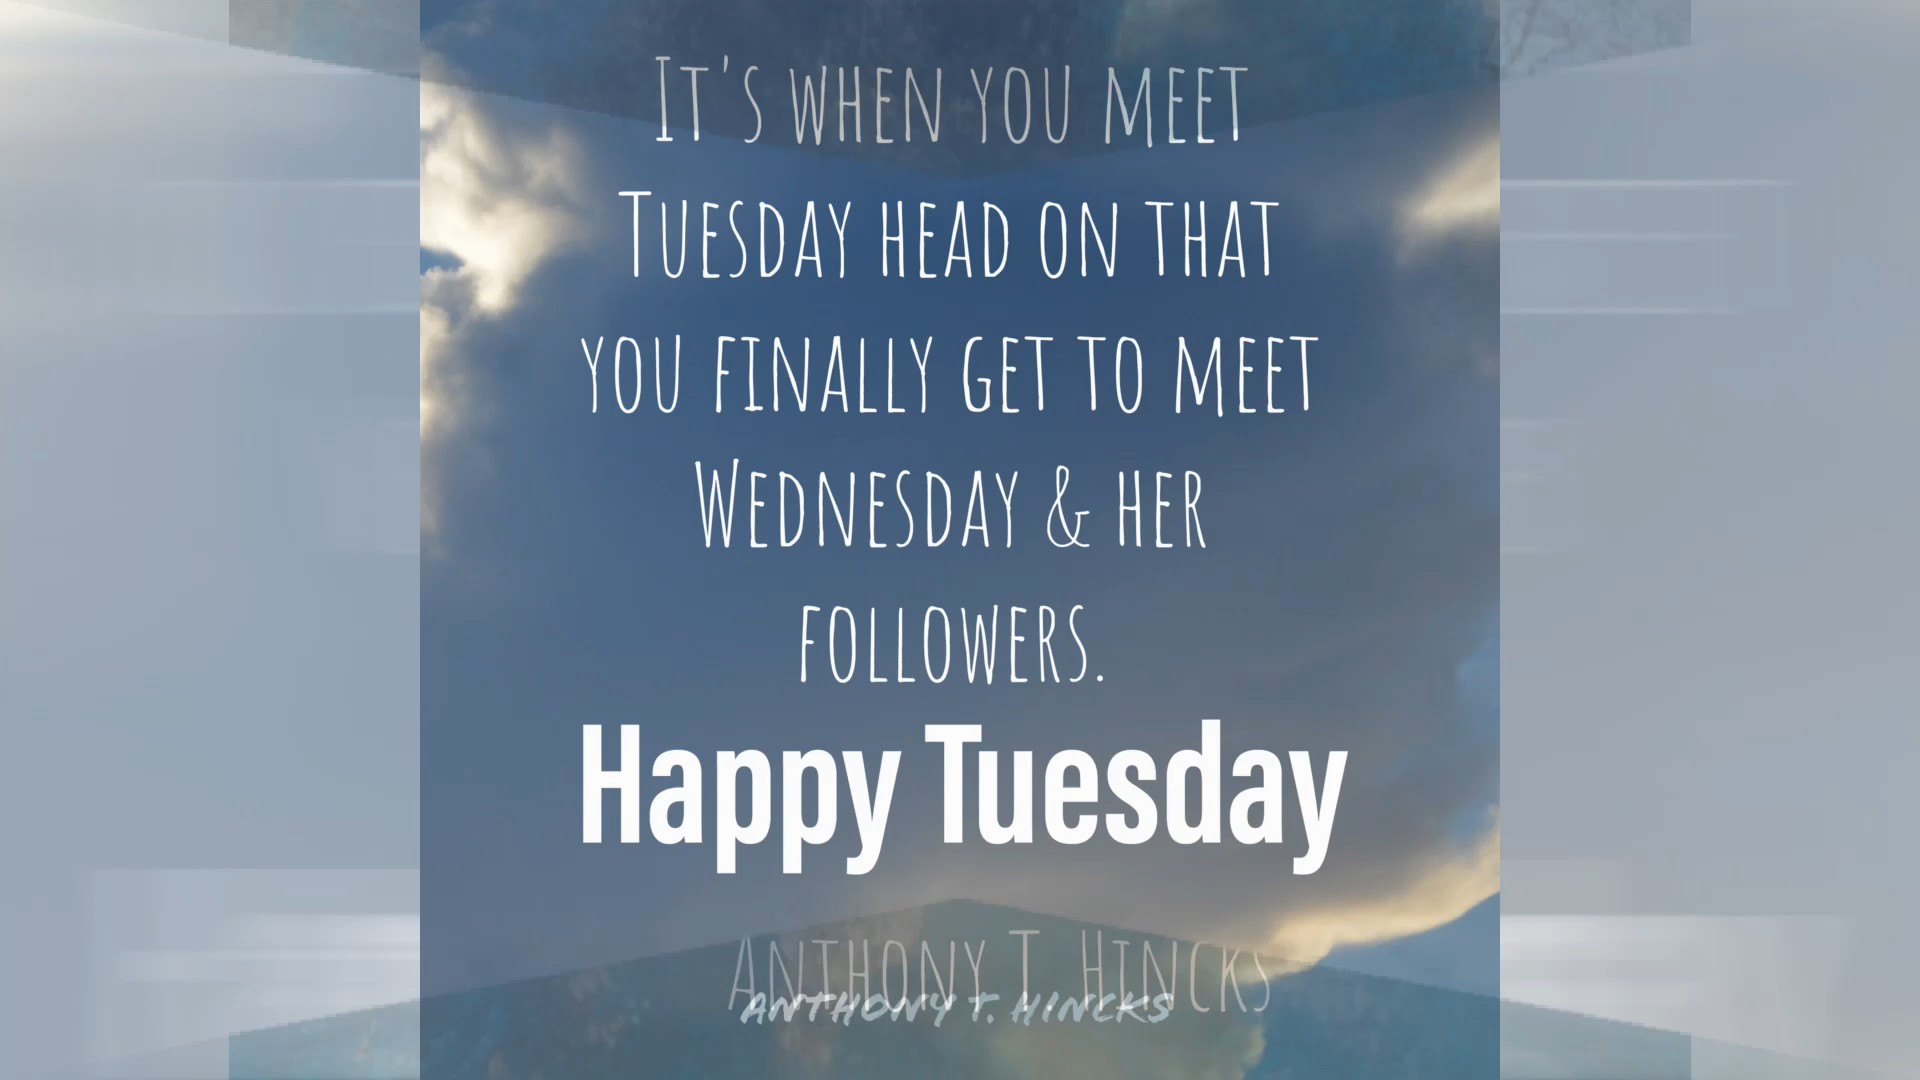 It's when you meet
Tuesday head on that
you finally get to meet
Wednesday & her
followers.
Happy Tuesday
Anthony T. Hincks
ANTHONY T. HINCKS